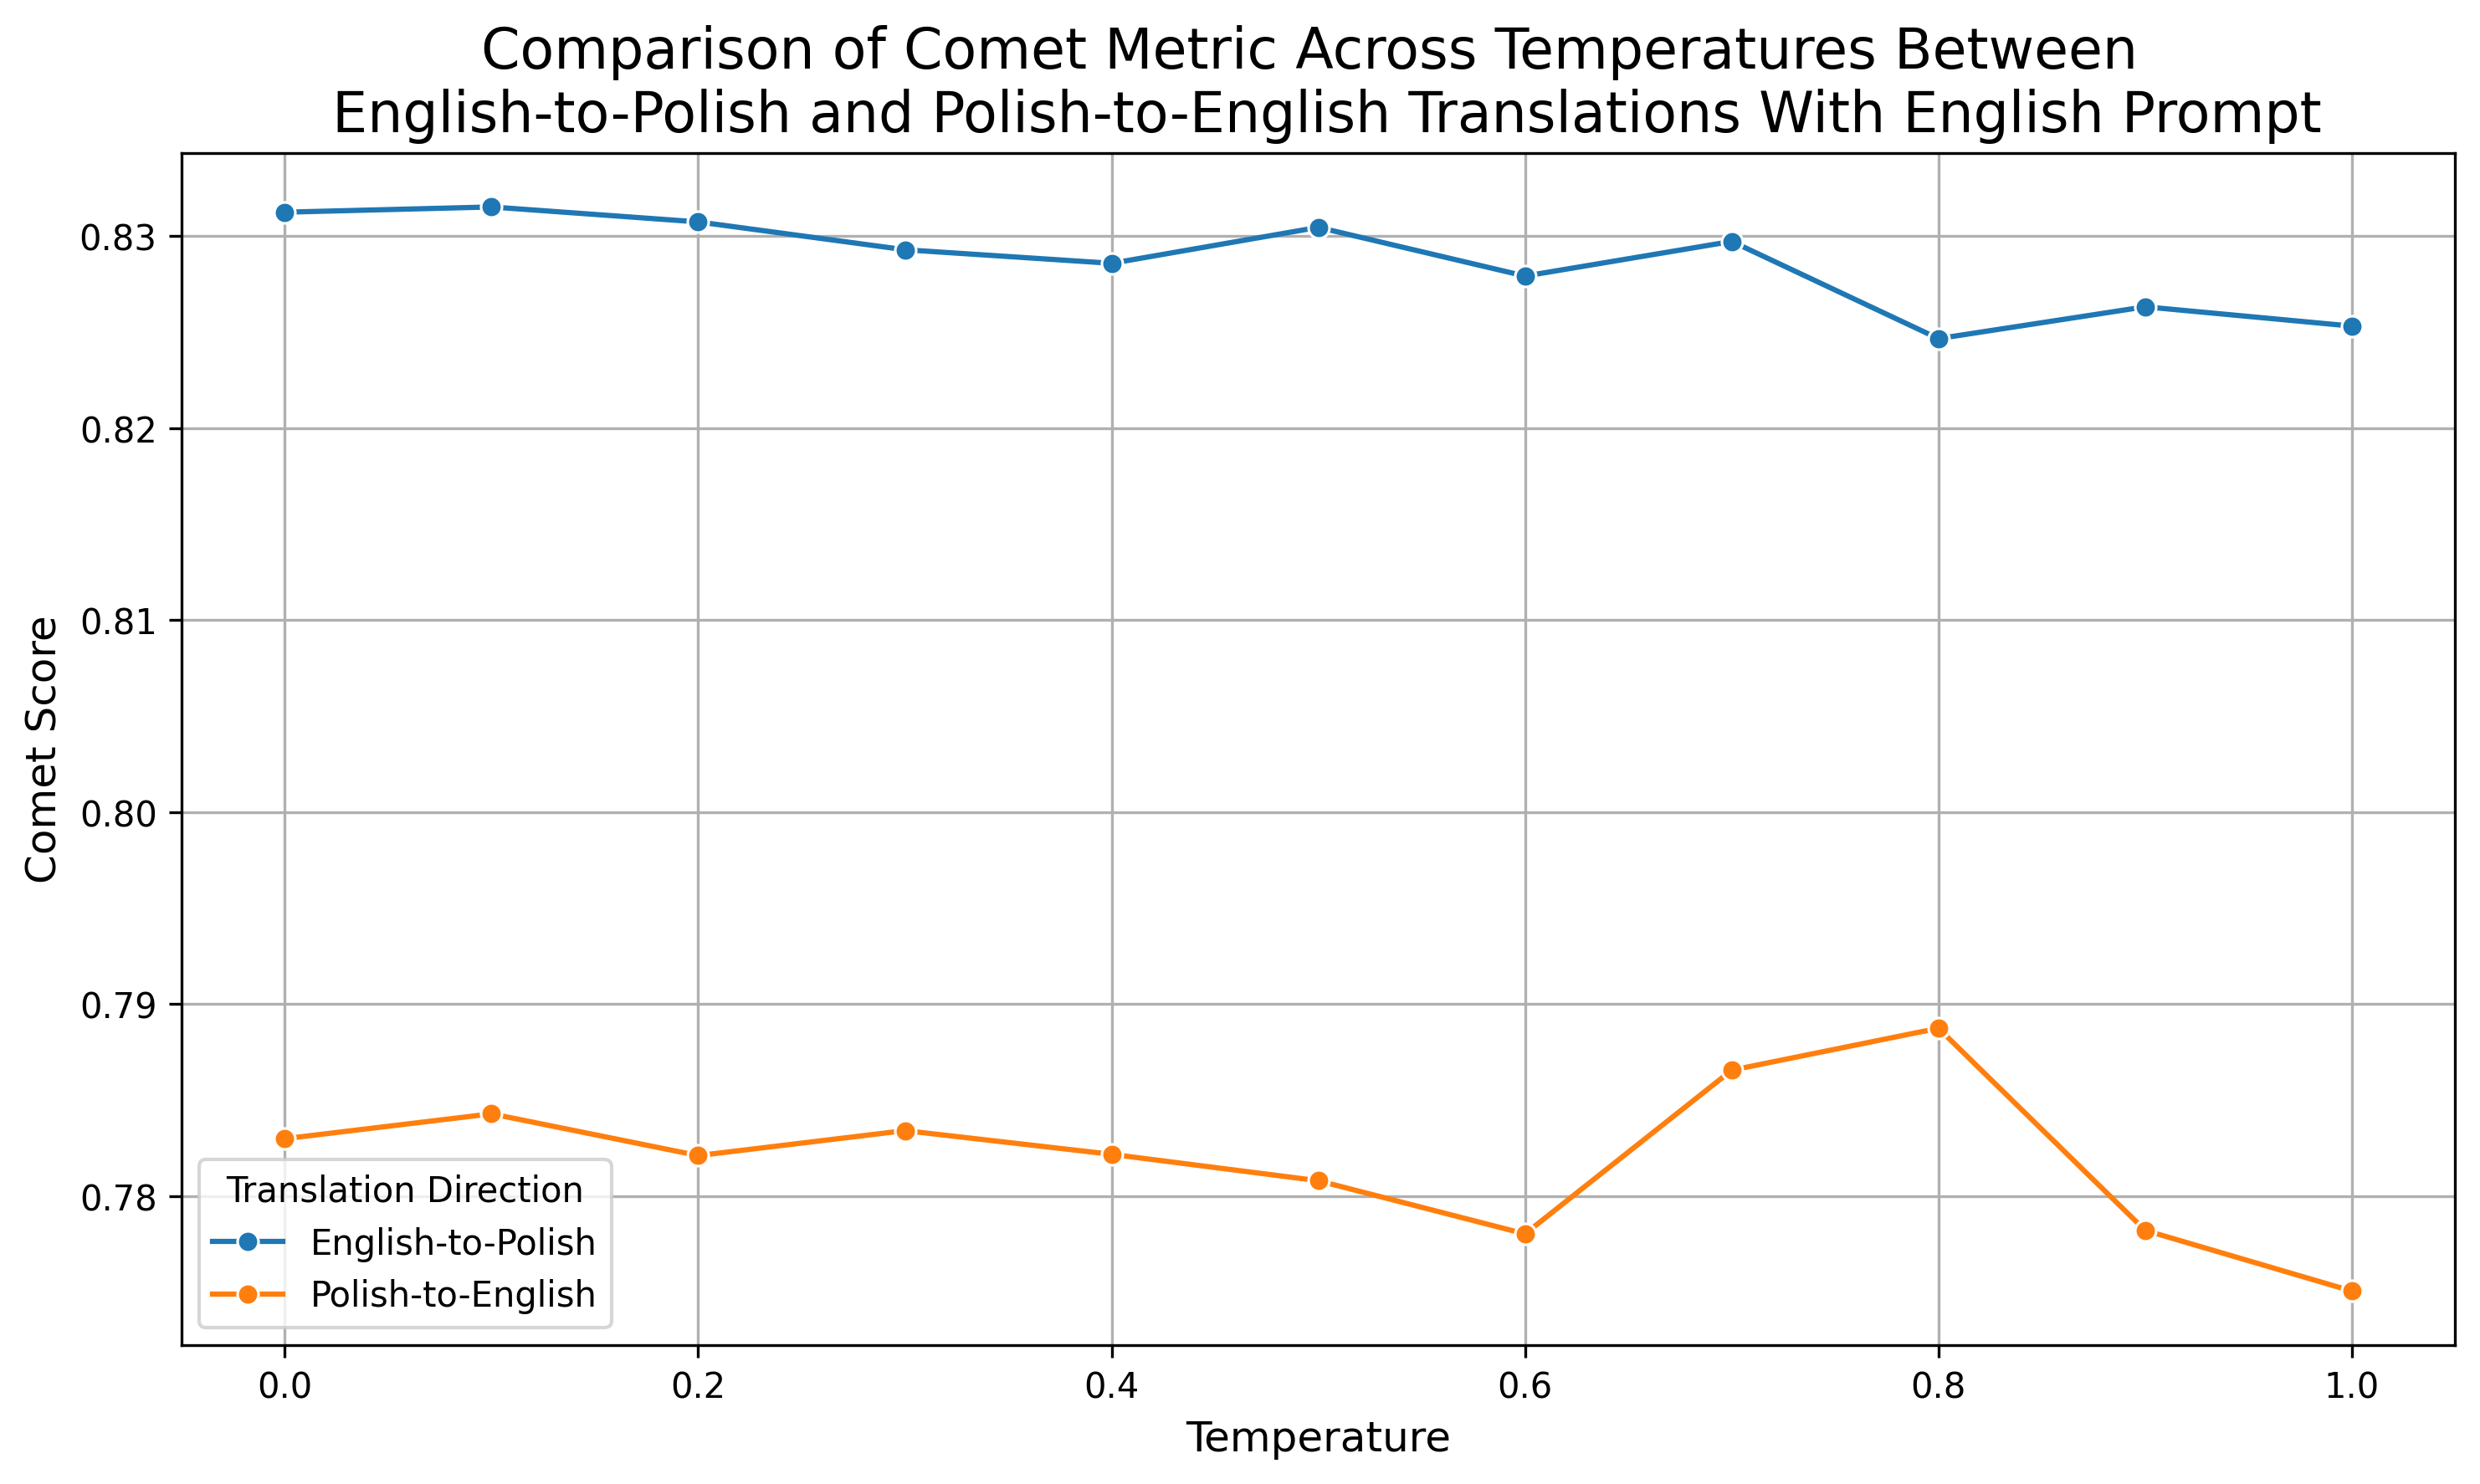 Comparison of Comet Metric Across Temperatures Between
English-to-Polish and Polish-to-English Translations With English Prompt
Comet Score
0.83
0.82
0.81
0.80
0.79
0.78
Translation Direction
English-to-Polish
Polish-to-English
0.0 0.2 0.4 0.6 0.8 1.0
Temperature